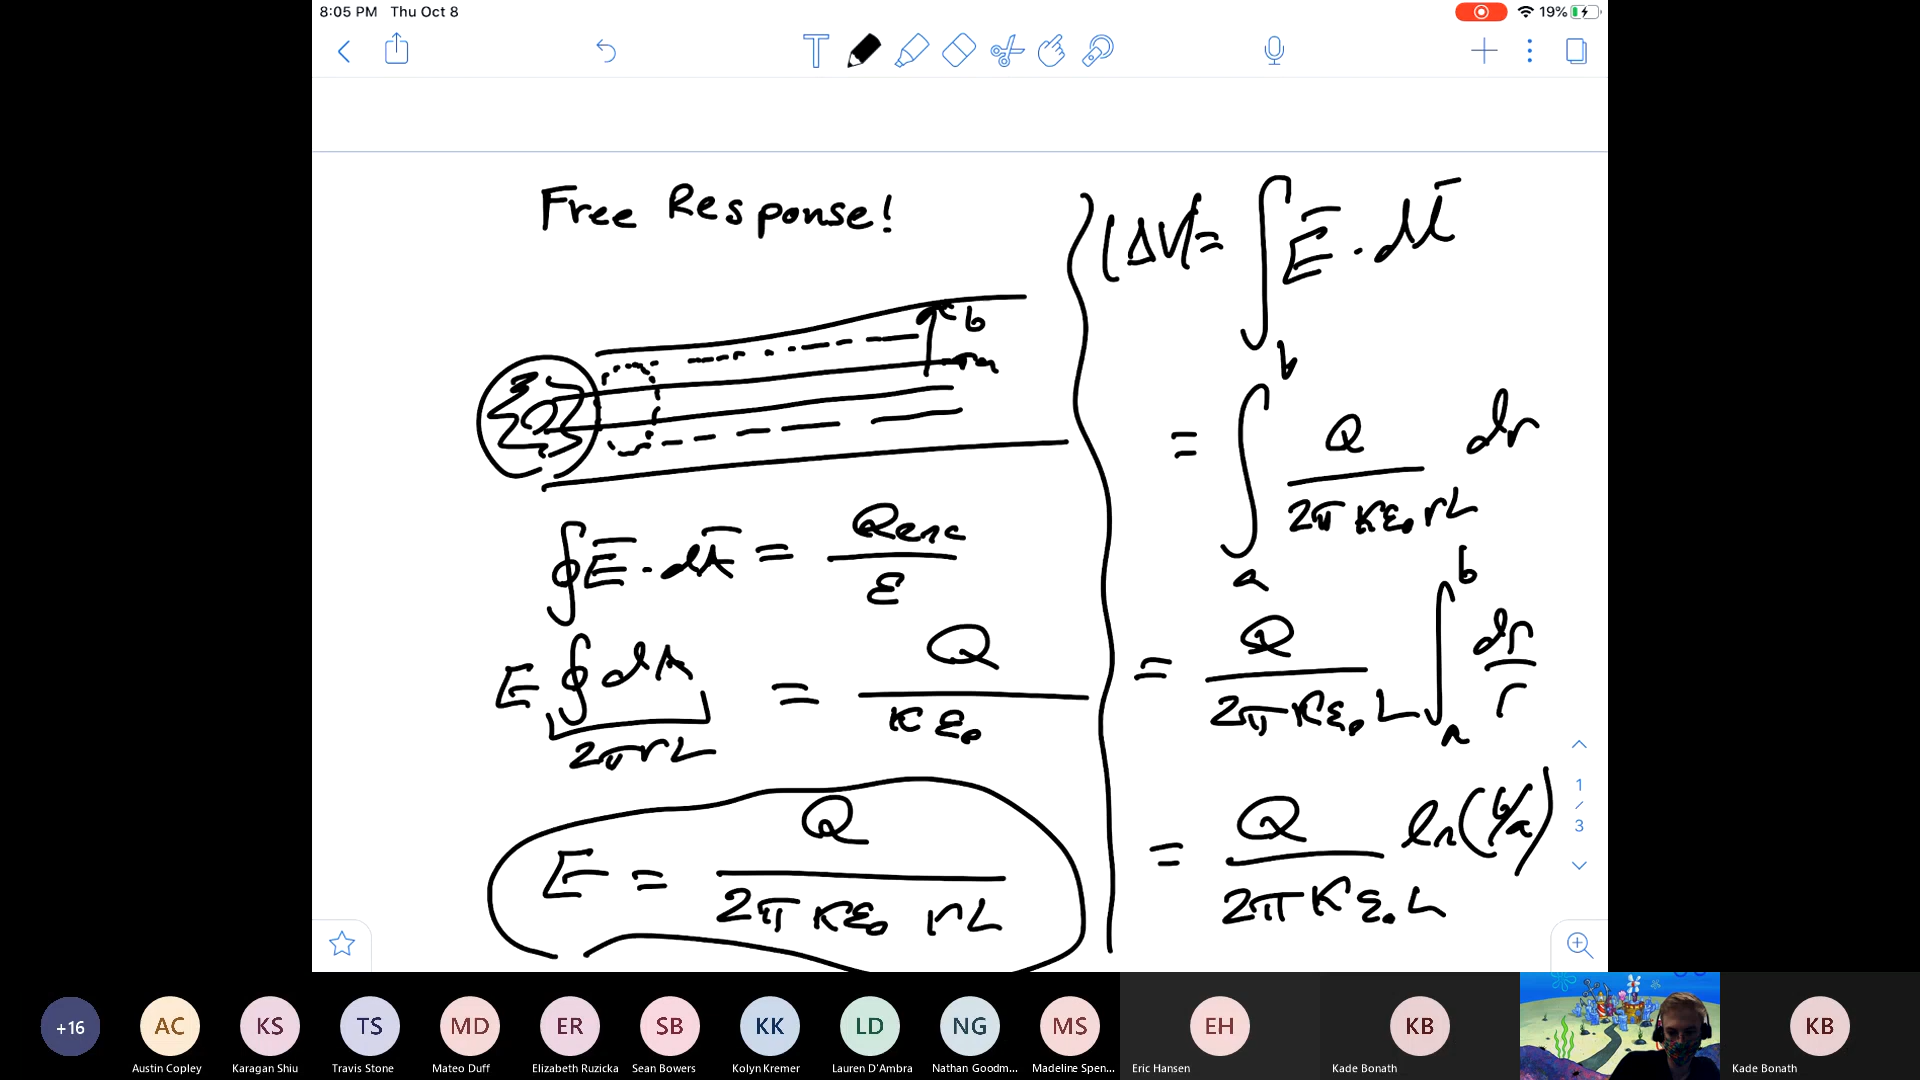 8:05 PM Thu Oct 8
19%
T
Free Response!
b
a
∮E̅ · dA̅ = Qenc / ε
E ∮dA = Q / κε₀
2πrL
E = Q / 2πκε₀ rL
|ΔV| = ∫E̅ · dl̅
= ∫ₐᵇ Q / 2πκε₀rL dr
= Q / 2πκε₀L ∫ₐᵇ dr / r
= Q / 2πκε₀L ln(b/a)
1
/
3
+16
AC
KS
TS
MD
ER
SB
KK
LD
NG
MS
EH
KB
KB
Austin Copley
Karagan Shiu
Travis Stone
Mateo Duff
Elizabeth Ruzicka
Sean Bowers
Kolyn Kremer
Lauren D'Ambra
Nathan Goodm...
Madeline Spen...
Eric Hansen
Kade Bonath
Kade Bonath